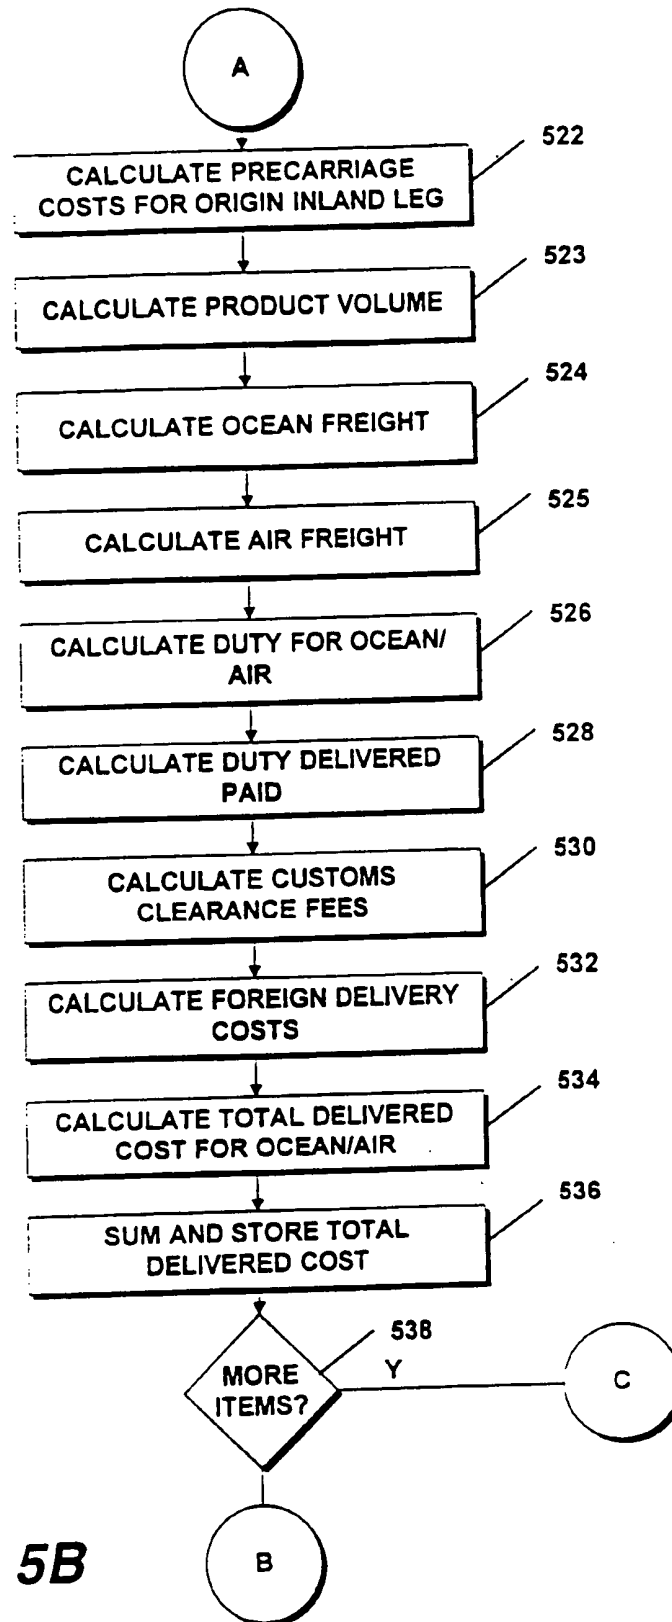 A
522
CALCULATE PRECARRIAGE
COSTS FOR ORIGIN INLAND LEG
523
CALCULATE PRODUCT VOLUME
524
CALCULATE OCEAN FREIGHT
525
CALCULATE AIR FREIGHT
526
CALCULATE DUTY FOR OCEAN/
AIR
528
CALCULATE DUTY DELIVERED
PAID
530
CALCULATE CUSTOMS
CLEARANCE FEES
532
CALCULATE FOREIGN DELIVERY
COSTS
534
CALCULATE TOTAL DELIVERED
COST FOR OCEAN/AIR
536
SUM AND STORE TOTAL
DELIVERED COST
538
MORE
ITEMS?
Y
C
B
5B